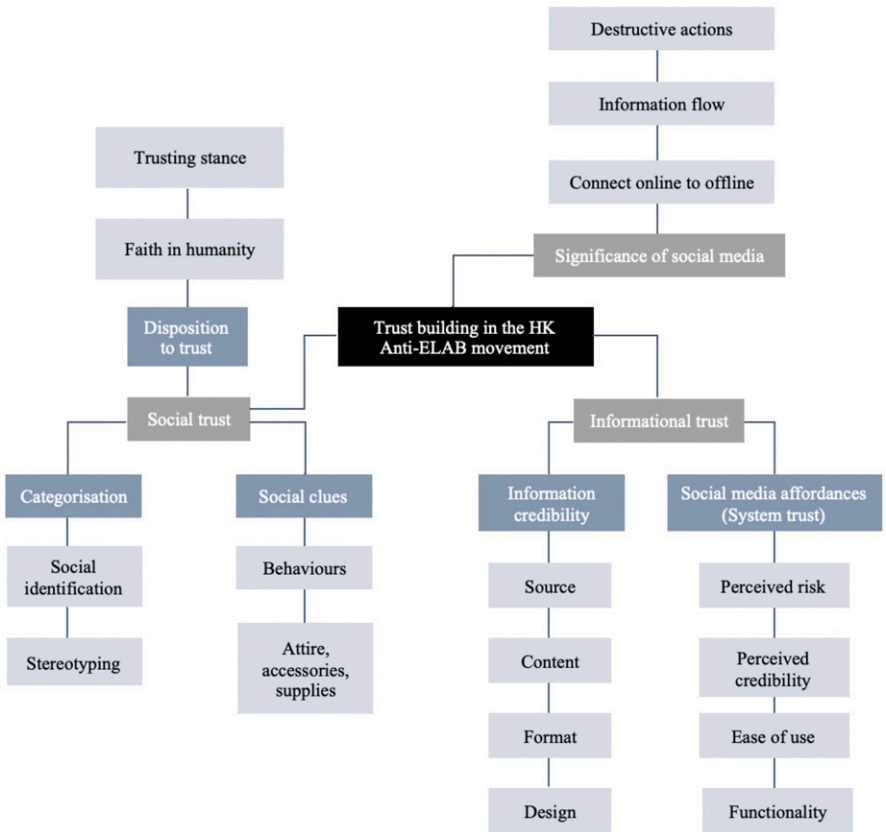 Destructive actions
Information flow
Trusting stance
Connect online to offline
Faith in humanity
Significance of social media
Disposition
to trust
Trust building in the HK
Anti-ELAB movement
Social trust
Informational trust
Categorisation
Social clues
Information
credibility
Social media affordances
(System trust)
Social
identification
Behaviours
Source
Perceived risk
Stereotyping
Attire,
accessories,
supplies
Content
Perceived
credibility
Format
Ease of use
Design
Functionality